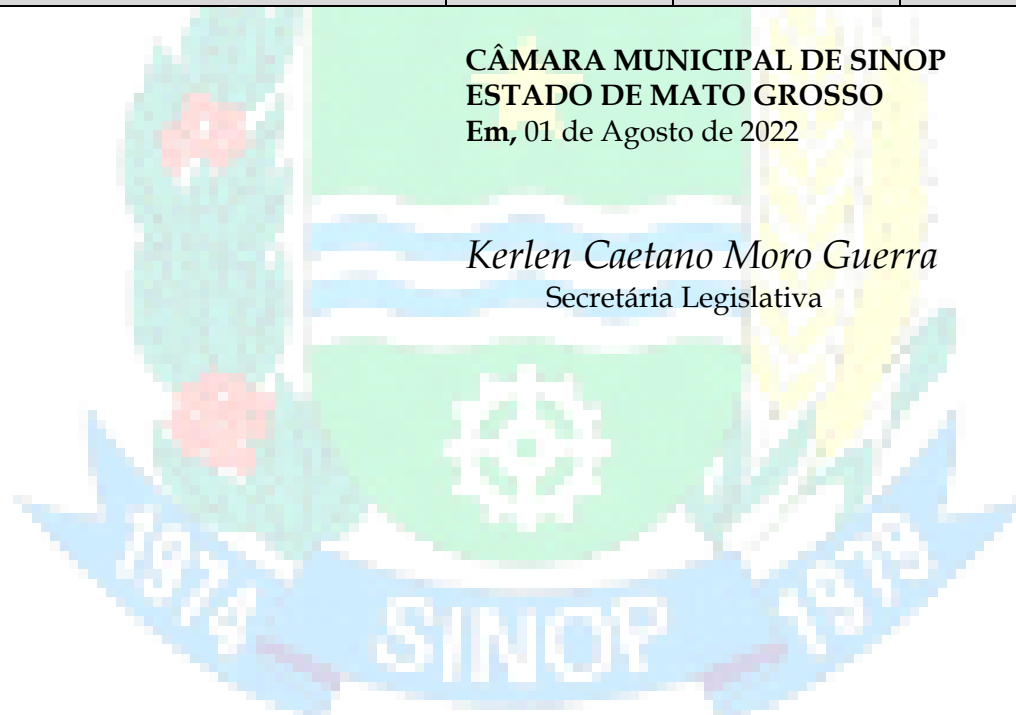 CÂMARA MUNICIPAL DE SINOP
ESTADO DE MATO GROSSO
Em, 01 de Agosto de 2022
Kerlen Caetano Moro Guerra
Secretária Legislativa
1974
SINOP
1979